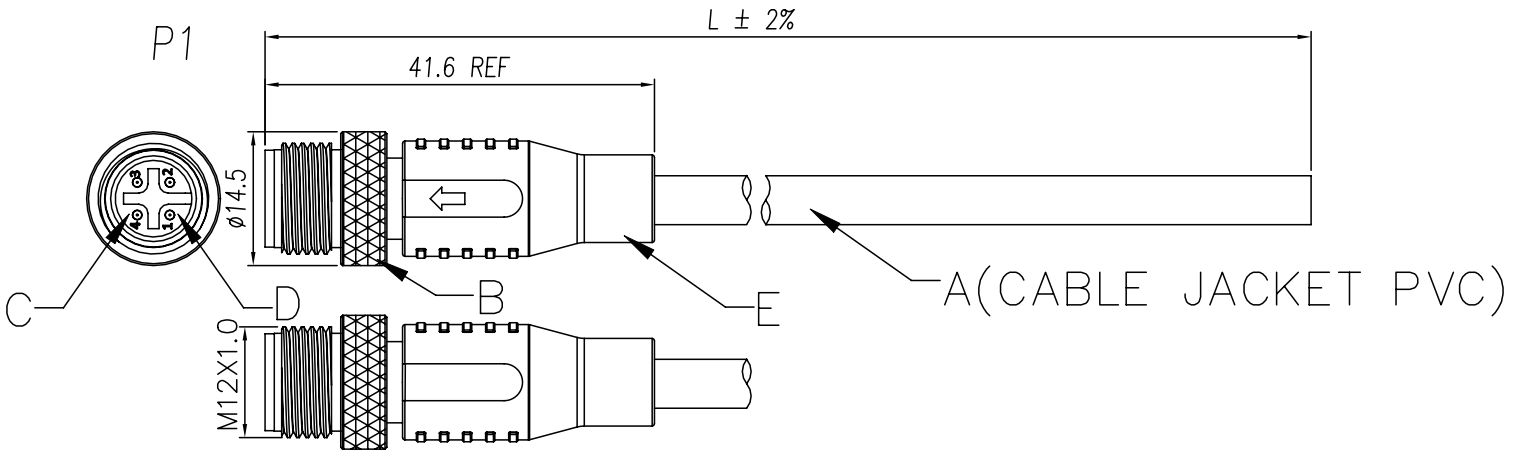 P1
L ± 2%
41.6 REF
3 2
4 1
ø14.5
C
D
B
E
A(CABLE JACKET PVC)
M12X1.0